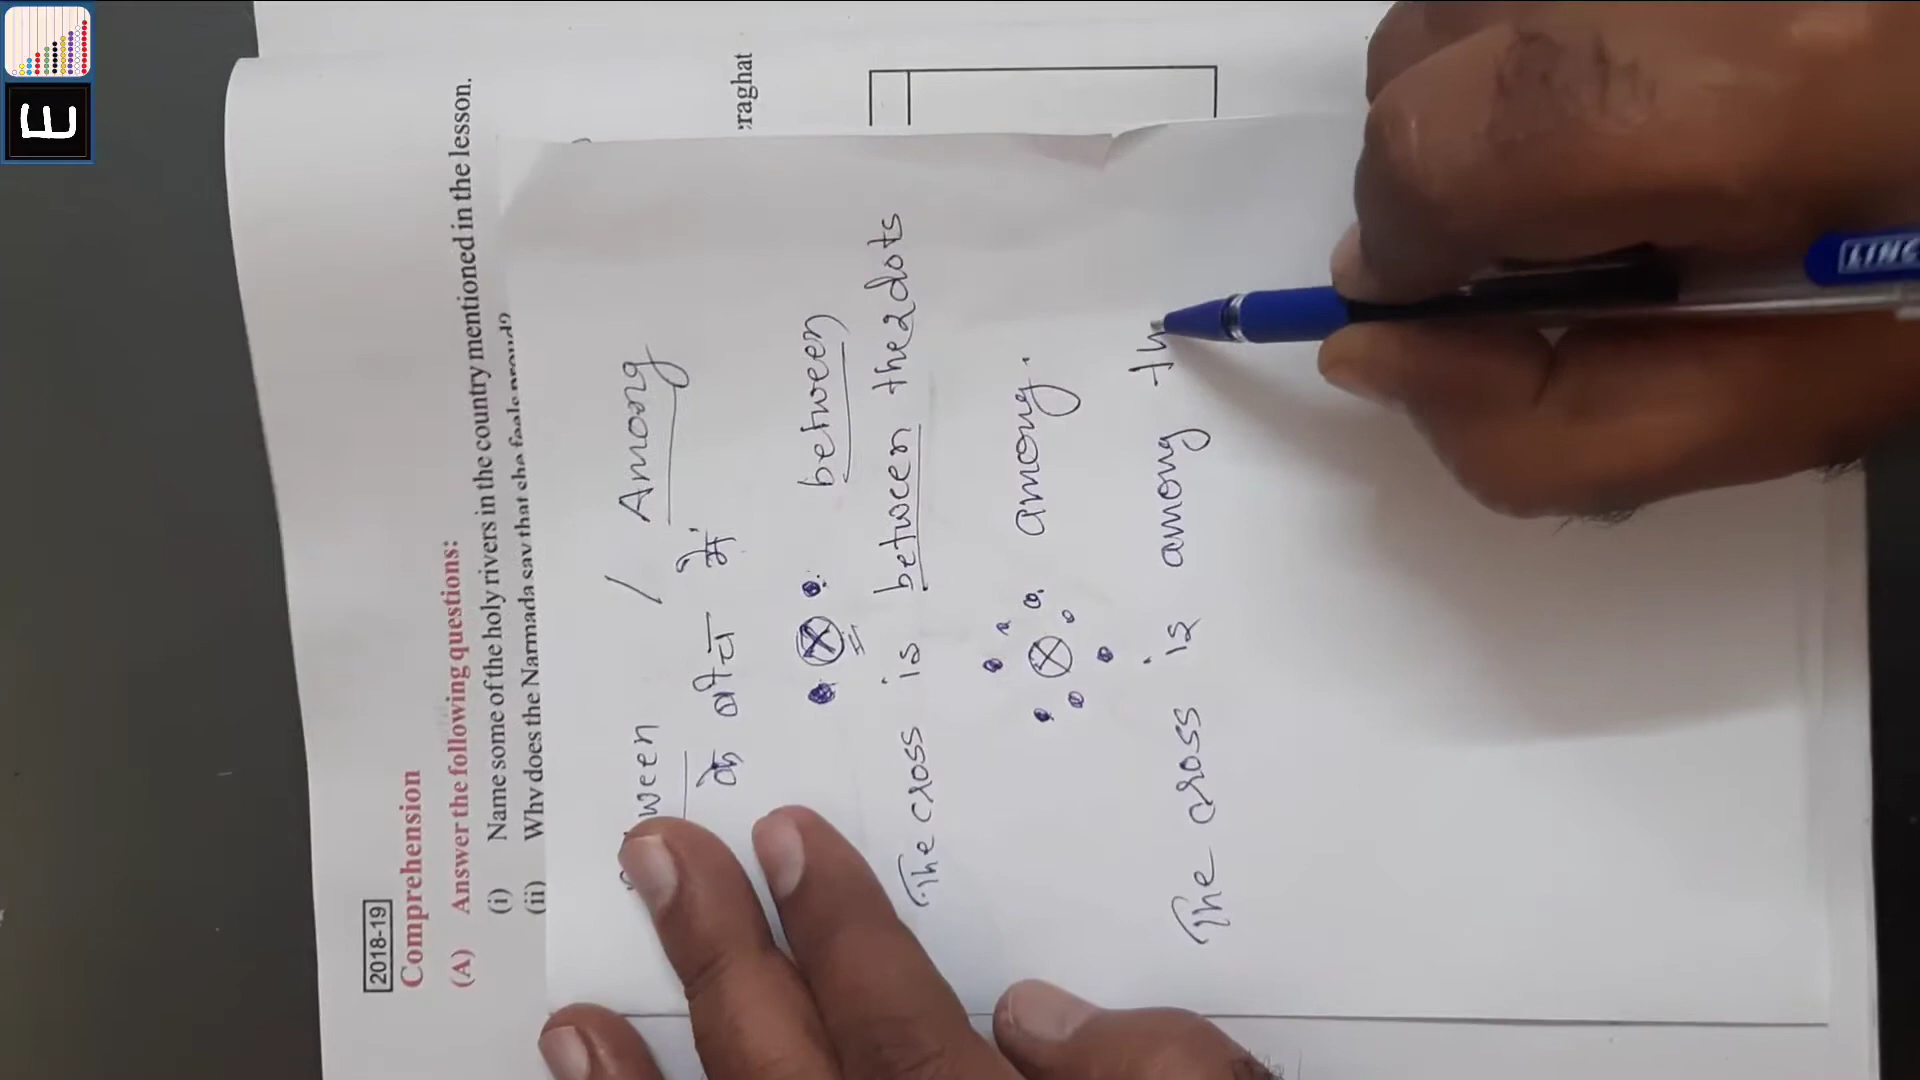 E
2018-19
Comprehension
(A) Answer the following questions:
(i) Name some of the holy rivers in the country mentioned in the lesson.
(ii) Why does the Narmada say that she feels proud?
raghat
ween / Among
के बीच में
between
The cross is between the 2 dots
among.
The cross is among th
LINC